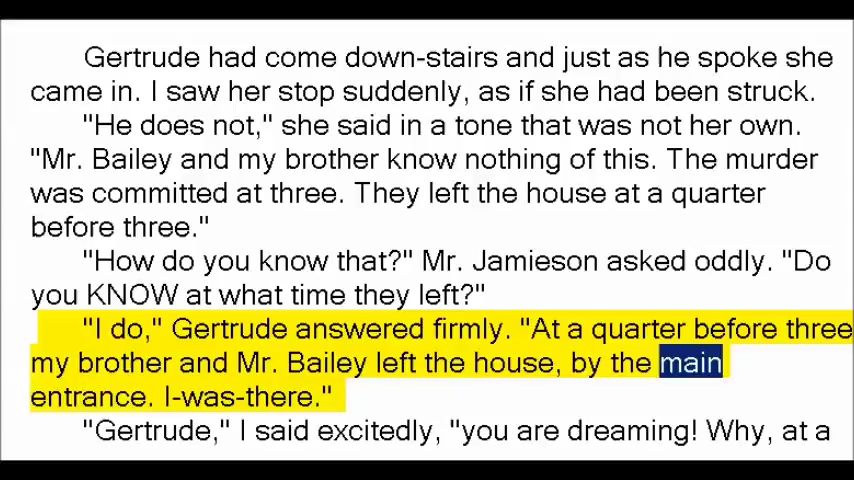 Gertrude had come down-stairs and just as he spoke she
came in. I saw her stop suddenly, as if she had been struck.
"He does not," she said in a tone that was not her own.
"Mr. Bailey and my brother know nothing of this. The murder
was committed at three. They left the house at a quarter
before three."
"How do you know that?" Mr. Jamieson asked oddly. "Do
you KNOW at what time they left?"
"I do," Gertrude answered firmly. "At a quarter before three
my brother and Mr. Bailey left the house, by the main
entrance. I-was-there."
"Gertrude," I said excitedly, "you are dreaming! Why, at a